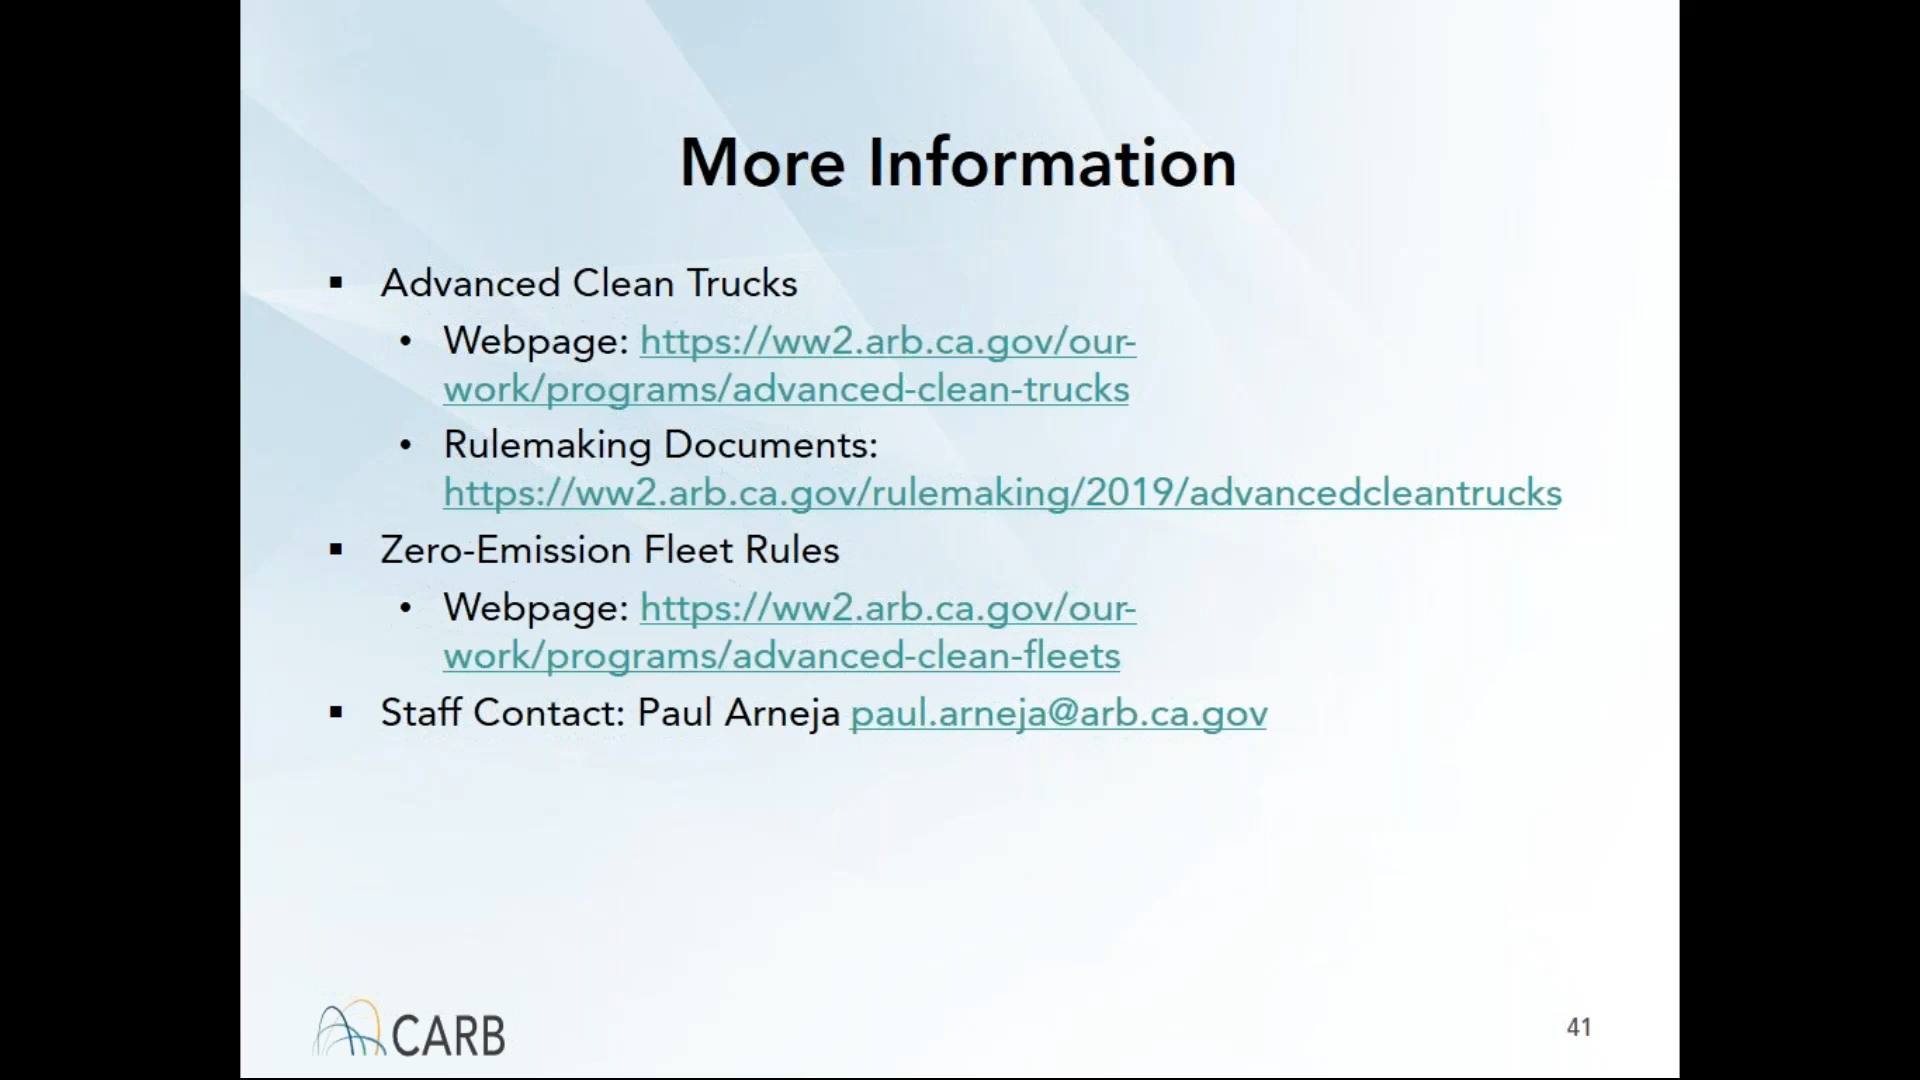 More Information
▪ Advanced Clean Trucks
• Webpage: https://ww2.arb.ca.gov/our-
work/programs/advanced-clean-trucks
• Rulemaking Documents:
https://ww2.arb.ca.gov/rulemaking/2019/advancedcleantrucks
▪ Zero-Emission Fleet Rules
• Webpage: https://ww2.arb.ca.gov/our-
work/programs/advanced-clean-fleets
▪ Staff Contact: Paul Arneja paul.arneja@arb.ca.gov
CARB
41